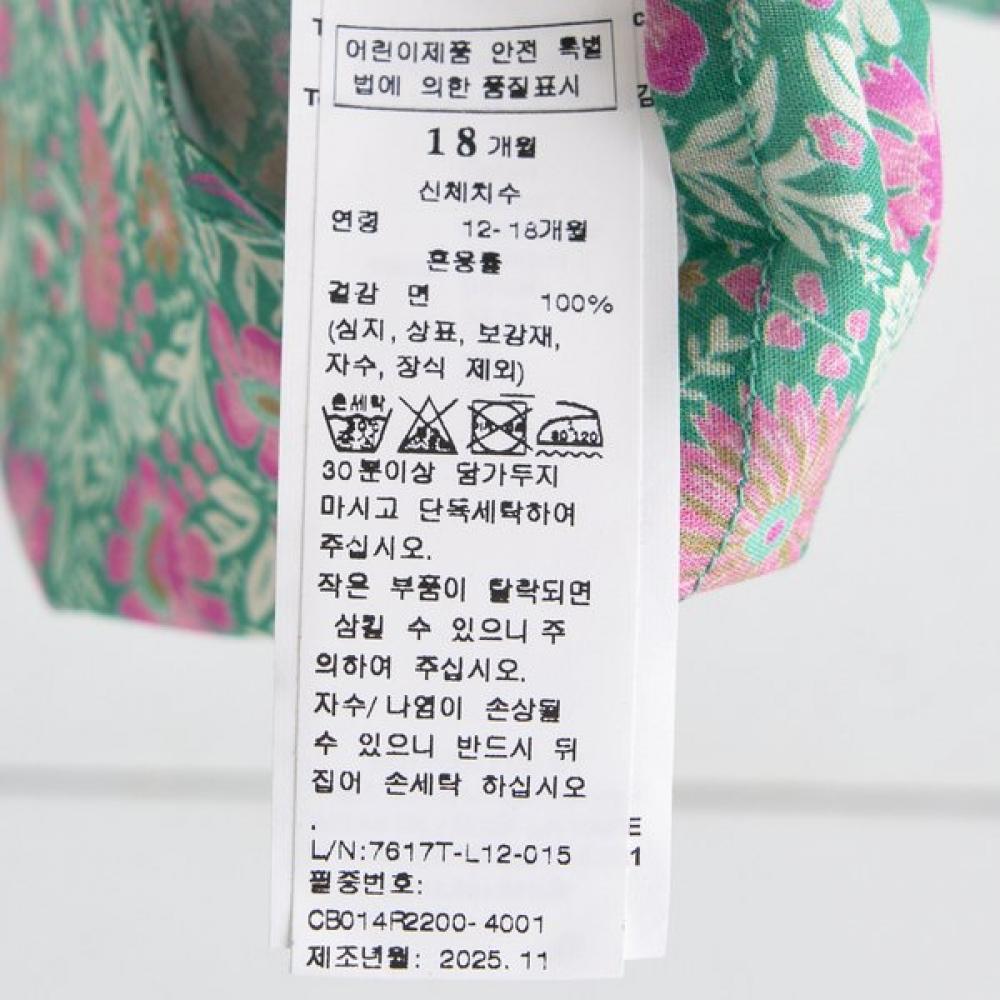 어린이제품 안전 특별
법에 의한 품질표시
18 개월
신체치수
연령 12-18개월
혼용률
겉감 면 100%
(심지, 상표, 보강재,
자수, 장식 제외)
손세탁
80 120
30분이상 담가두지
마시고 단독세탁하여
주십시오.
작은 부품이 탈락되면
삼킬 수 있으니 주
의하여 주십시오.
자수/나염이 손상될
수 있으니 반드시 뒤
집어 손세탁 하십시오
.
L/N:7617T-L12-015
필중번호:
CB014R2200-4001
제조년월: 2025. 11